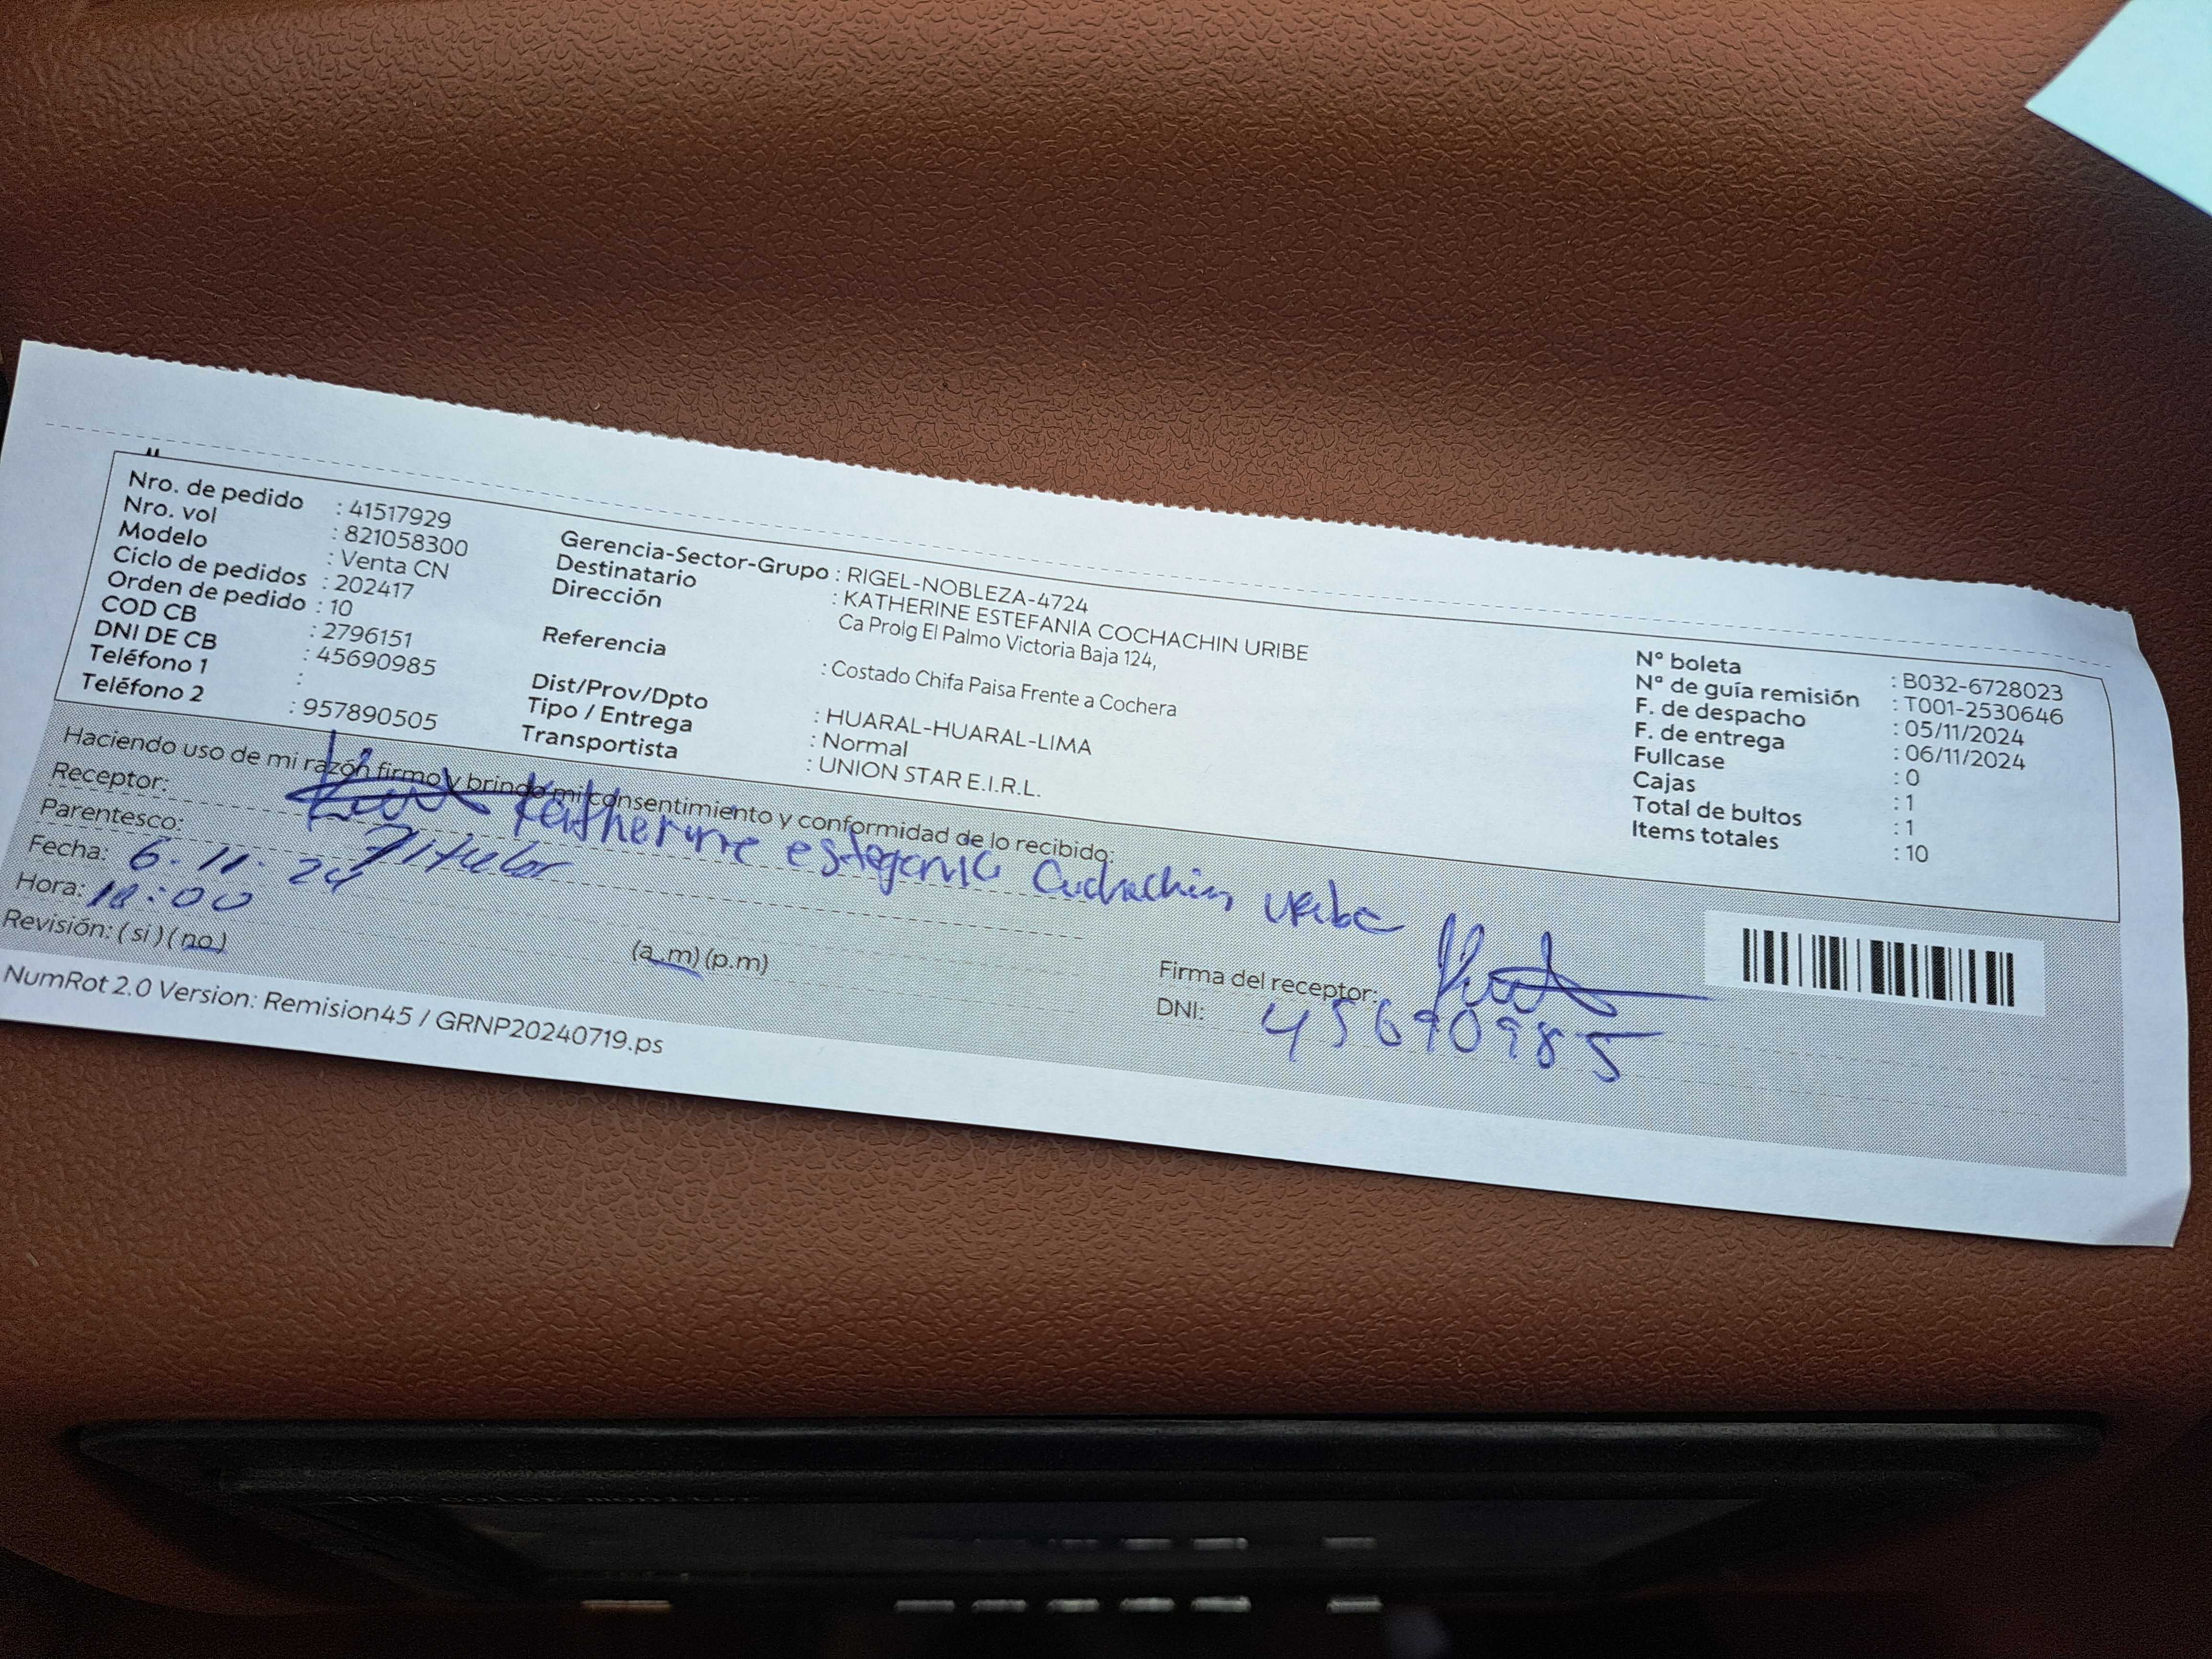 Nro. de pedido : 41517929
Nro. vol : 821058300
Modelo : Venta CN
Ciclo de pedidos : 202417
Orden de pedido : 10
COD CB : 2796151
DNI DE CB : 45690985
Teléfono 1 :
Teléfono 2 : 957890505
Gerencia-Sector-Grupo : RIGEL-NOBLEZA-4724
Destinatario : KATHERINE ESTEFANIA COCHACHIN URIBE
Dirección Ca Prolg El Palmo Victoria Baja 124,
Referencia : Costado Chifa Paisa Frente a Cochera
Dist/Prov/Dpto : HUARAL-HUARAL-LIMA
Tipo / Entrega : Normal
Transportista : UNION STAR E.I.R.L.
N° boleta : B032-6728023
N° de guía remisión : T001-2530646
F. de despacho : 05/11/2024
F. de entrega : 06/11/2024
Fullcase : 0
Cajas : 1
Total de bultos : 1
Items totales : 10
Haciendo uso de mi razón firmo y brindo mi consentimiento y conformidad de lo recibido:
Receptor: Katherine estefania Cochachin uribe
Parentesco: Titular
Fecha: 6. 11. 24
Hora: :00 (a.m) (p.m)
Revisión: (si) (no)
Firma del receptor:
DNI: 45690985
NumRot 2.0 Version: Remision45 / GRNP20240719.ps